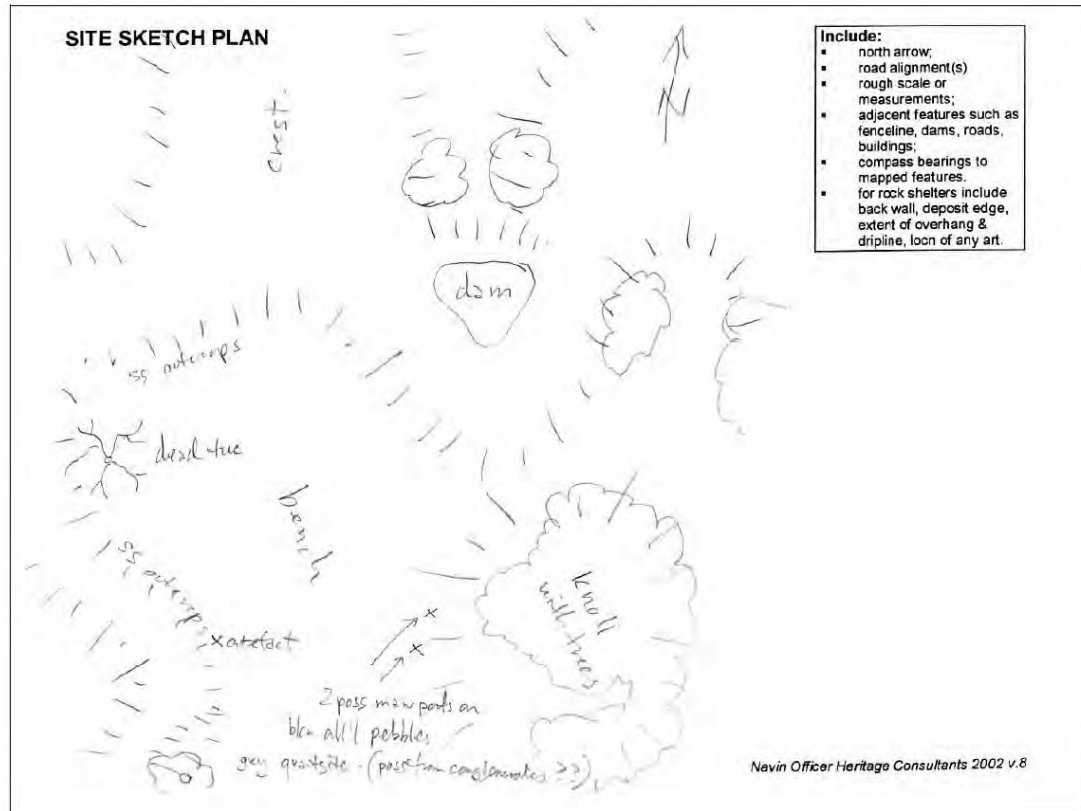 SITE SKETCH PLAN
Include:
▪ north arrow;
▪ road alignment(s)
▪ rough scale or
measurements;
▪ adjacent features such as
fenceline, dams, roads,
buildings;
▪ compass bearings to
mapped features.
▪ for rock shelters include
back wall, deposit edge,
extent of overhang &
dripline, locn of any art.
N
crest.
dam
ss outcrops
dead tree
bench
ss outcrops
x artefact
knoll
with trees
x
x
2 poss manuports on
bkn all'l pebbles
grey quartzite - (poss from conglomerates ??)
Navin Officer Heritage Consultants 2002 v.8